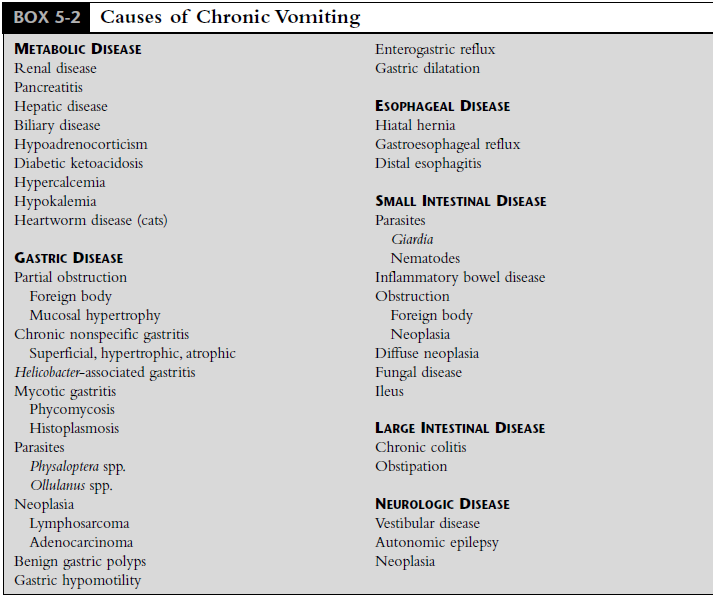 BOX 5-2 Causes of Chronic Vomiting
METABOLIC DISEASE
Renal disease
Pancreatitis
Hepatic disease
Biliary disease
Hypoadrenocorticism
Diabetic ketoacidosis
Hypercalcemia
Hypokalemia
Heartworm disease (cats)
GASTRIC DISEASE
Partial obstruction
Foreign body
Mucosal hypertrophy
Chronic nonspecific gastritis
Superficial, hypertrophic, atrophic
Helicobacter-associated gastritis
Mycotic gastritis
Phycomycosis
Histoplasmosis
Parasites
Physaloptera spp.
Ollulanus spp.
Neoplasia
Lymphosarcoma
Adenocarcinoma
Benign gastric polyps
Gastric hypomotility
Enterogastric reflux
Gastric dilatation
ESOPHAGEAL DISEASE
Hiatal hernia
Gastroesophageal reflux
Distal esophagitis
SMALL INTESTINAL DISEASE
Parasites
Giardia
Nematodes
Inflammatory bowel disease
Obstruction
Foreign body
Neoplasia
Diffuse neoplasia
Fungal disease
Ileus
LARGE INTESTINAL DISEASE
Chronic colitis
Obstipation
NEUROLOGIC DISEASE
Vestibular disease
Autonomic epilepsy
Neoplasia